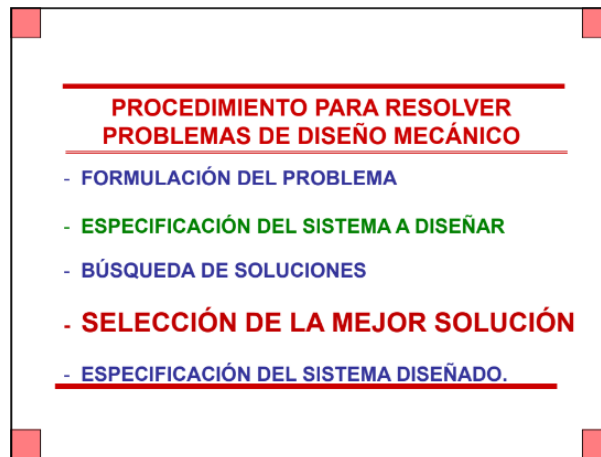 PROCEDIMIENTO PARA RESOLVER
PROBLEMAS DE DISEÑO MECÁNICO
- FORMULACIÓN DEL PROBLEMA
- ESPECIFICACIÓN DEL SISTEMA A DISEÑAR
- BÚSQUEDA DE SOLUCIONES
- SELECCIÓN DE LA MEJOR SOLUCIÓN
- ESPECIFICACIÓN DEL SISTEMA DISEÑADO.